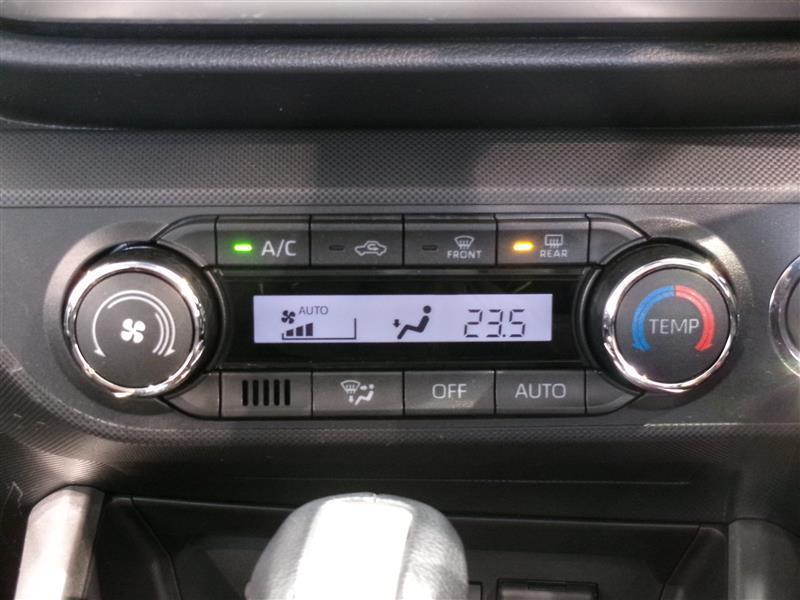 A/C
FRONT
REAR
AUTO
23.5
TEMP
OFF
AUTO